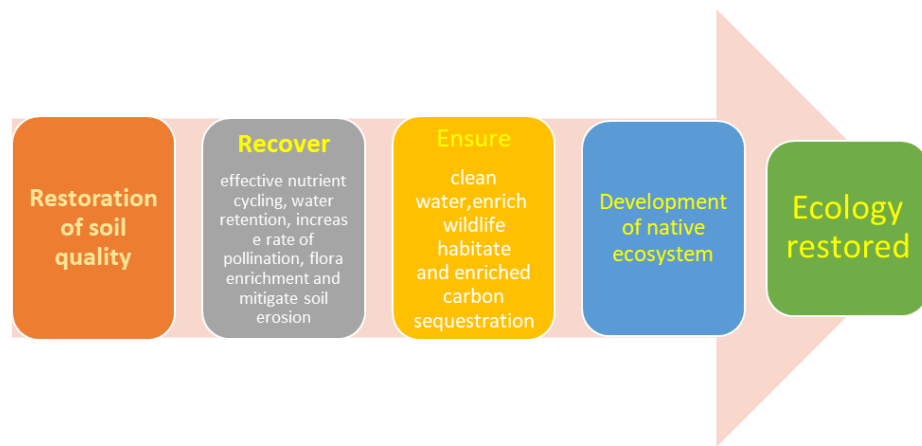 Restoration
of soil
quality
Recover
effective nutrient
cycling, water
retention, increas
e rate of
pollination, flora
enrichment and
mitigate soil
erosion
Ensure
clean
water,enrich
wildlife
habitate
and enriched
carbon
sequestration
Development
of native
ecosystem
Ecology
restored